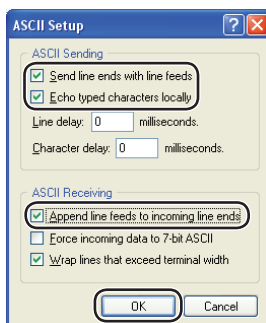 ASCII Setup
ASCII Sending
Send line ends with line feeds
Echo typed characters locally
Line delay: 0 milliseconds.
Character delay: 0 milliseconds.
ASCII Receiving
Append line feeds to incoming line ends
Force incoming data to 7-bit ASCII
Wrap lines that exceed terminal width
OK Cancel